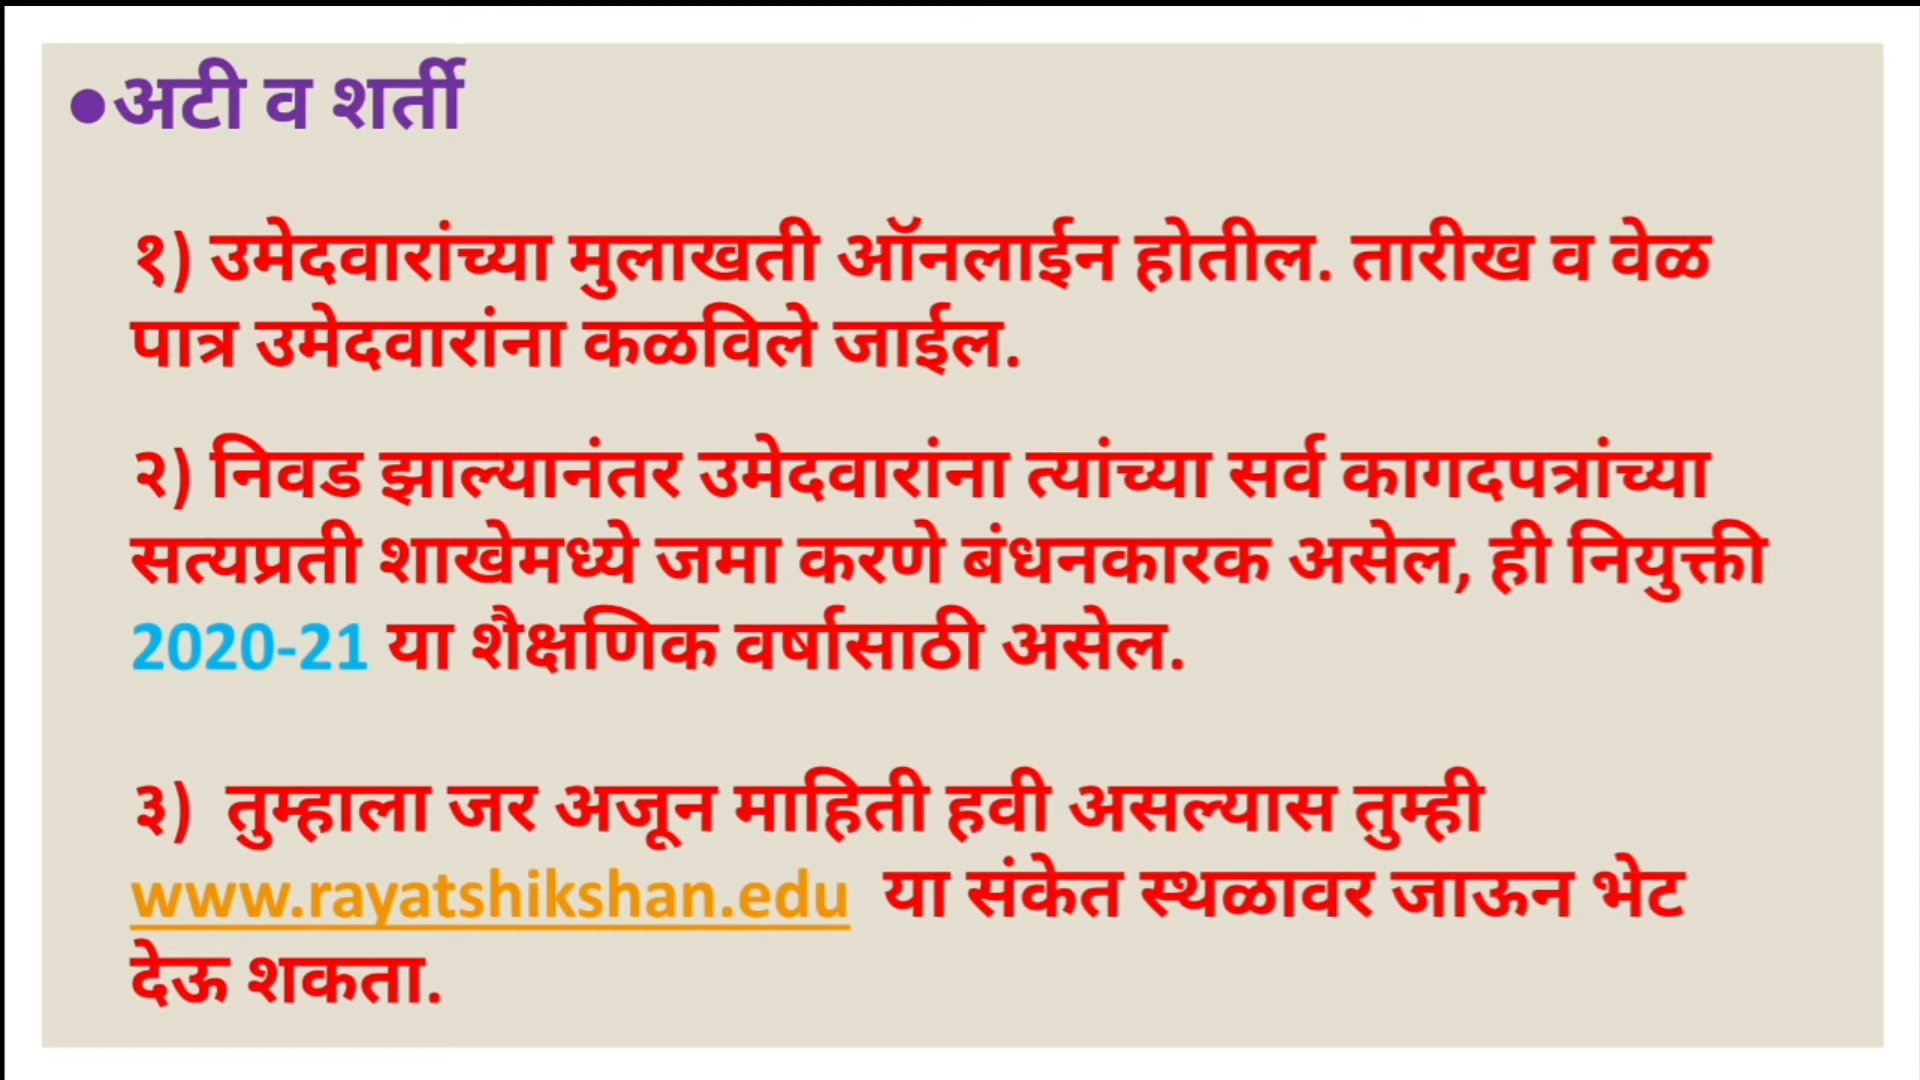 •अटी व शर्ती
१) उमेदवारांच्या मुलाखती ऑनलाईन होतील. तारीख व वेळ
पात्र उमेदवारांना कळविले जाईल.
२) निवड झाल्यानंतर उमेदवारांना त्यांच्या सर्व कागदपत्रांच्या
सत्यप्रती शाखेमध्ये जमा करणे बंधनकारक असेल, ही नियुक्ती
2020-21 या शैक्षणिक वर्षासाठी असेल.
३) तुम्हाला जर अजून माहिती हवी असल्यास तुम्ही
www.rayatshikshan.edu या संकेत स्थळावर जाऊन भेट
देऊ शकता.